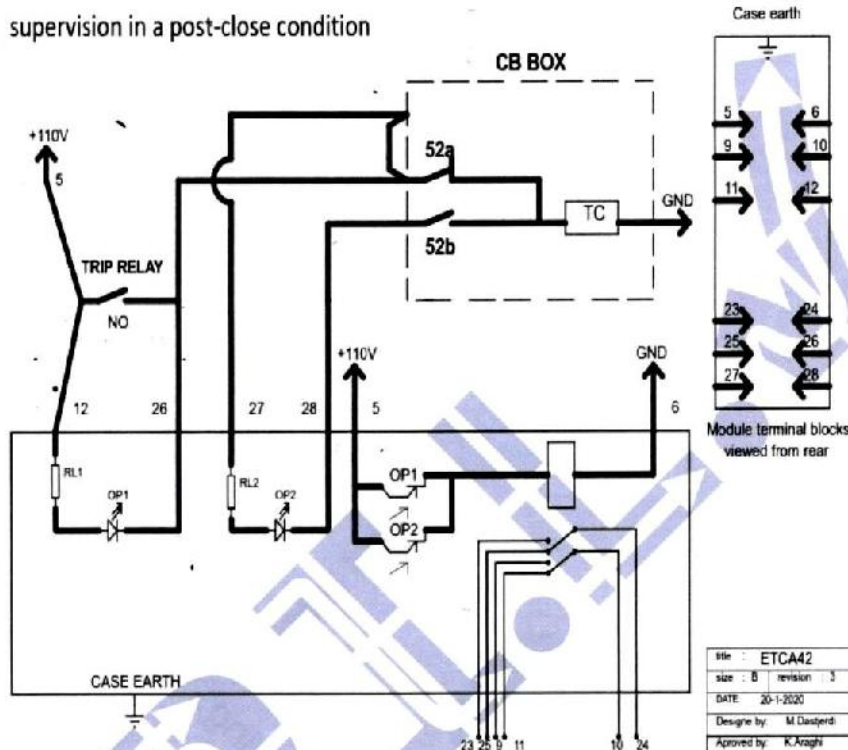 supervision in a post-close condition
Case earth
CB BOX
+110V
5
52a
TC
GND
52b
TRIP RELAY
NO
5 6
9 10
11 12
23 24
25 26
27 28
Module terminal blocks
viewed from rear
+110V
GND
12 26 27 28 5 6
RL1
OP1
RL2
OP2
OP1
OP2
CASE EARTH
23 25 9 11 10 24
title : ETCA42
size : B revision : 3
DATE 20-1-2020
Designe by: M.Dastjerdi
Aproved by: K.Araghi